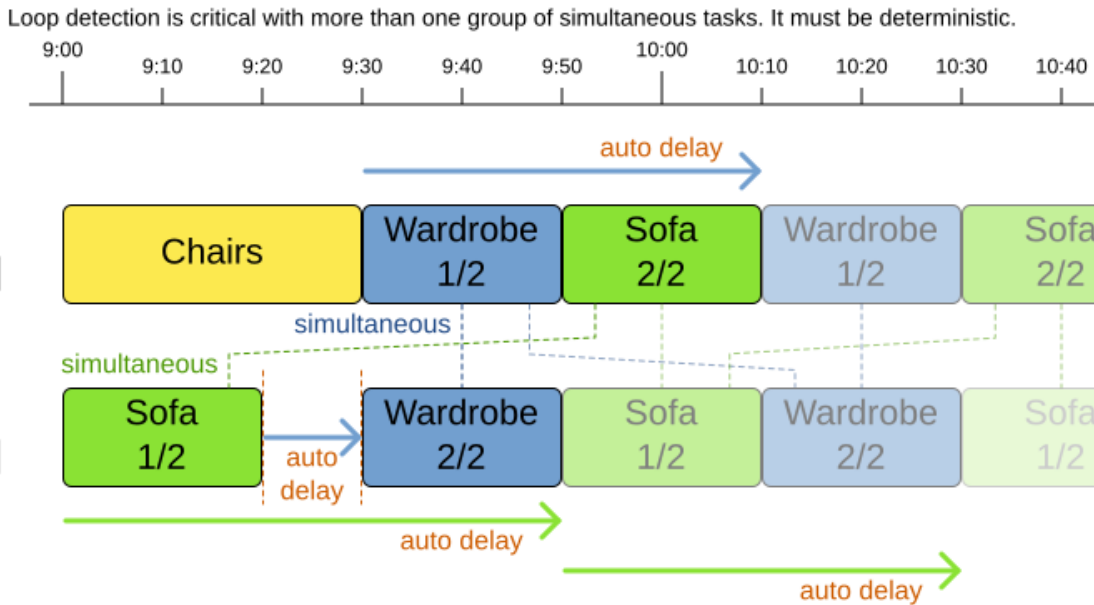 Loop detection is critical with more than one group of simultaneous tasks. It must be deterministic.
9:00
9:10
9:20
9:30
9:40
9:50
10:00
10:10
10:20
10:30
10:40
auto delay
Chairs
Wardrobe
1/2
Sofa
2/2
Wardrobe
1/2
Sofa
2/2
simultaneous
simultaneous
Sofa
1/2
auto
delay
Wardrobe
2/2
Sofa
1/2
Wardrobe
2/2
Sofa
1/2
auto delay
auto delay